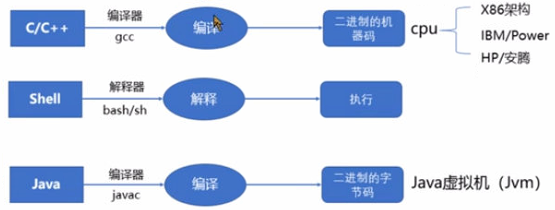 C/C++
编译器
gcc
编译
二进制的机
器码
cpu
X86架构
IBM/Power
HP/安腾
Shell
解释器
bash/sh
解释
执行
Java
编译器
javac
编译
二进制的字
节码
Java虚拟机（Jvm）